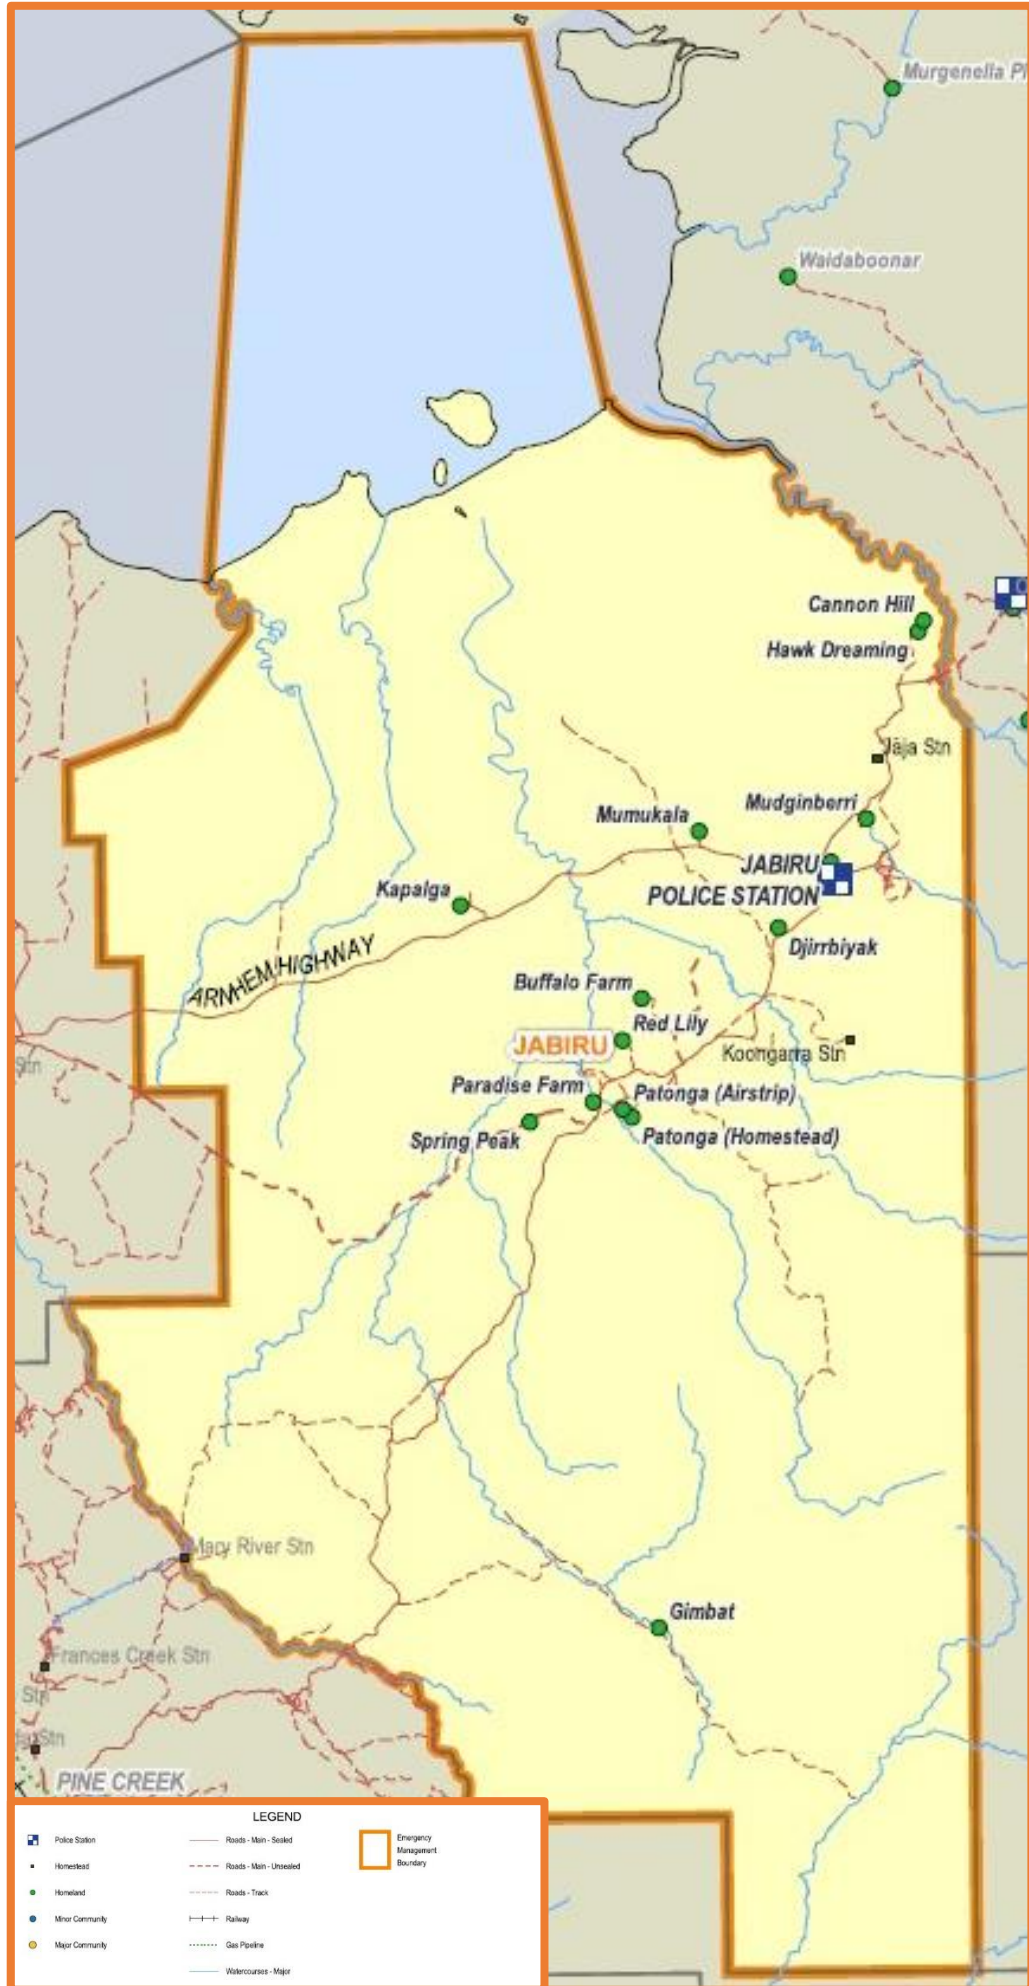 Murgenella
Waidaboonar
Cannon Hill
Hawk Dreaming
Jaja Stn
Mudginberri
Mumukala
JABIRU
POLICE STATION
Kapalga
Djirrbiyak
ARNHEM HIGHWAY
Buffalo Farm
Red Lily
JABIRU
Koongarra Stn
Stn
Paradise Farm
Patonga (Airstrip)
Spring Peak
Patonga (Homestead)
Mary River Stn
Gimbat
Frances Creek Stn
Stn
Stn
PINE CREEK
LEGEND
Police Station
Homestead
Homeland
Minor Community
Major Community
Roads - Main - Sealed
Roads - Main - Unsealed
Roads - Track
Railway
Gas Pipeline
Watercourses - Major
Emergency
Management
Boundary